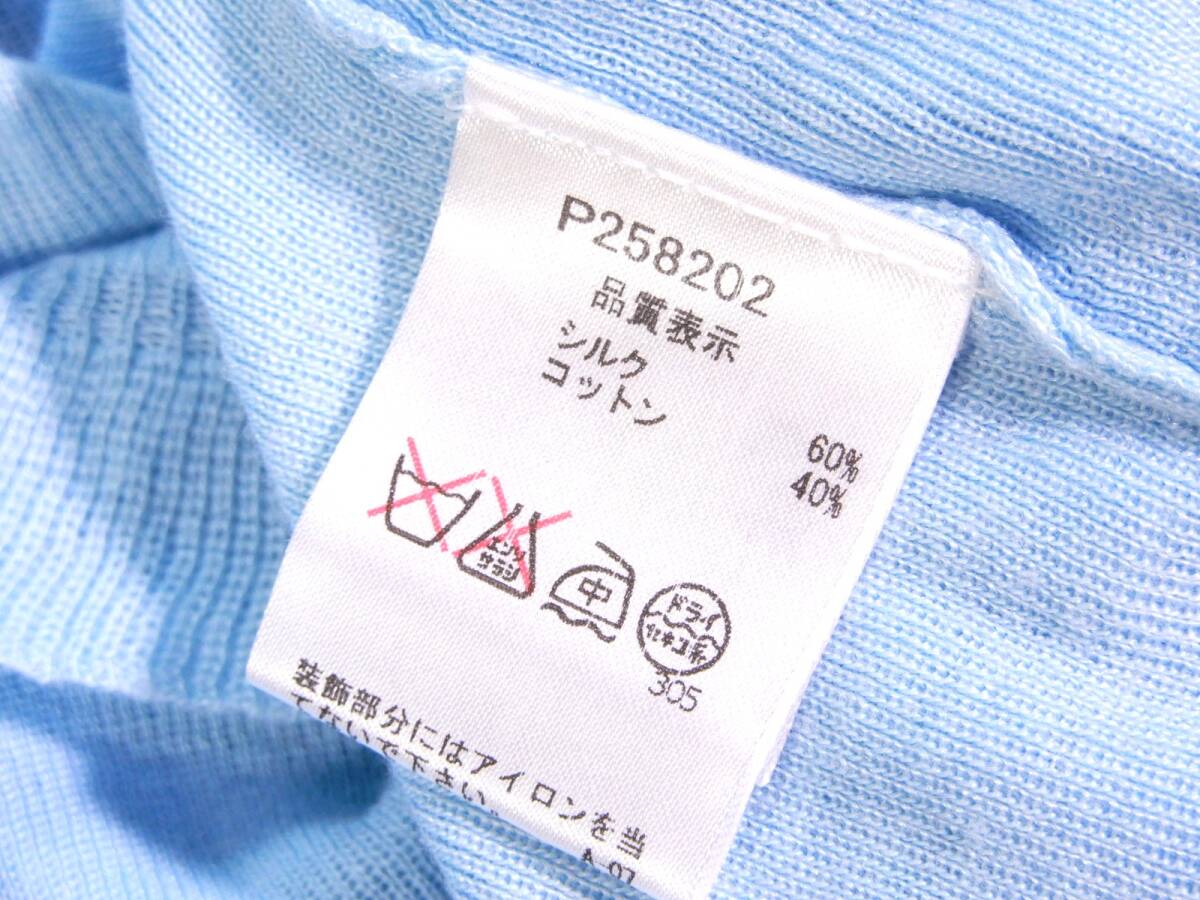 P258202
品質表示
シルク 60%
コットン 40%
エンソ
サラシ
中
ドライ
セキユ系
305
装飾部分にはアイロンを当
てないで下さい。
A-07